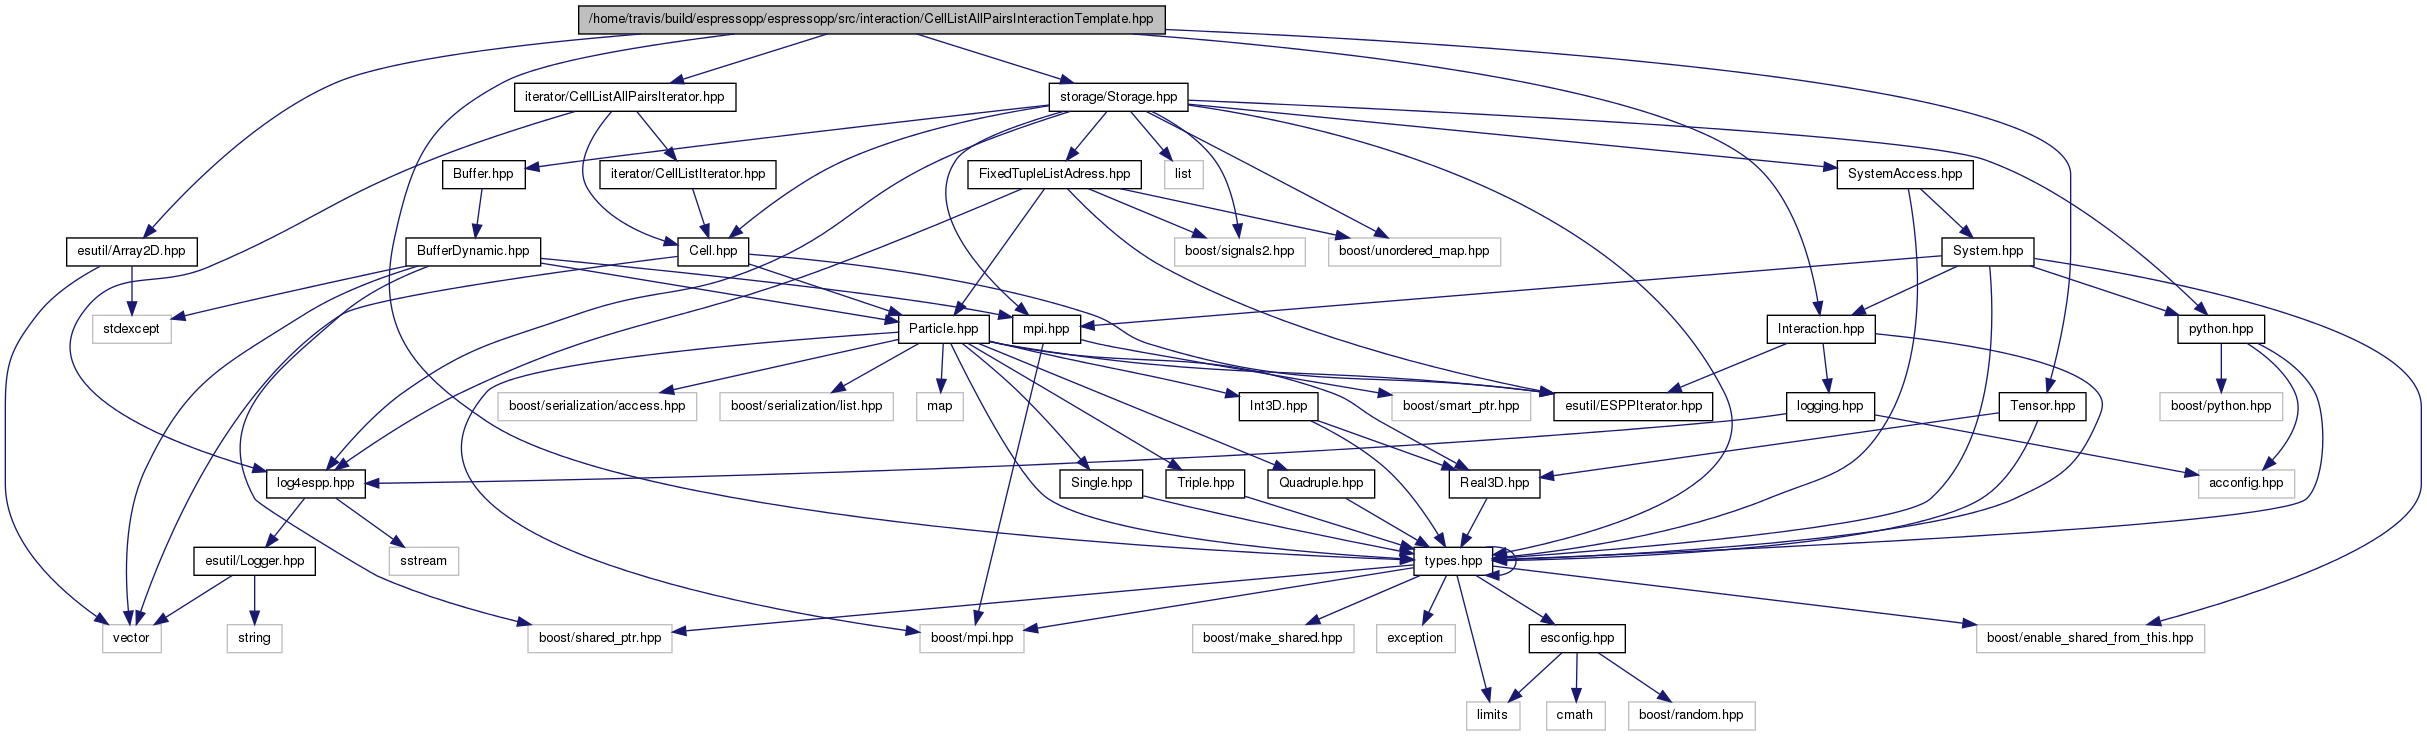 /home/travis/build/espressopp/espressopp/src/interaction/CellListAllPairsInteractionTemplate.hpp
iterator/CellListAllPairsIterator.hpp
storage/Storage.hpp
Buffer.hpp
iterator/CellListIterator.hpp
FixedTupleListAdress.hpp
list
SystemAccess.hpp
esutil/Array2D.hpp
BufferDynamic.hpp
Cell.hpp
boost/signals2.hpp
boost/unordered_map.hpp
System.hpp
stdexcept
Particle.hpp
mpi.hpp
Interaction.hpp
python.hpp
boost/serialization/access.hpp
boost/serialization/list.hpp
map
Int3D.hpp
boost/smart_ptr.hpp
esutil/ESPPIterator.hpp
logging.hpp
Tensor.hpp
boost/python.hpp
log4espp.hpp
Single.hpp
Triple.hpp
Quadruple.hpp
Real3D.hpp
acconfig.hpp
esutil/Logger.hpp
sstream
types.hpp
vector
string
boost/shared_ptr.hpp
boost/mpi.hpp
boost/make_shared.hpp
exception
esconfig.hpp
boost/enable_shared_from_this.hpp
limits
cmath
boost/random.hpp